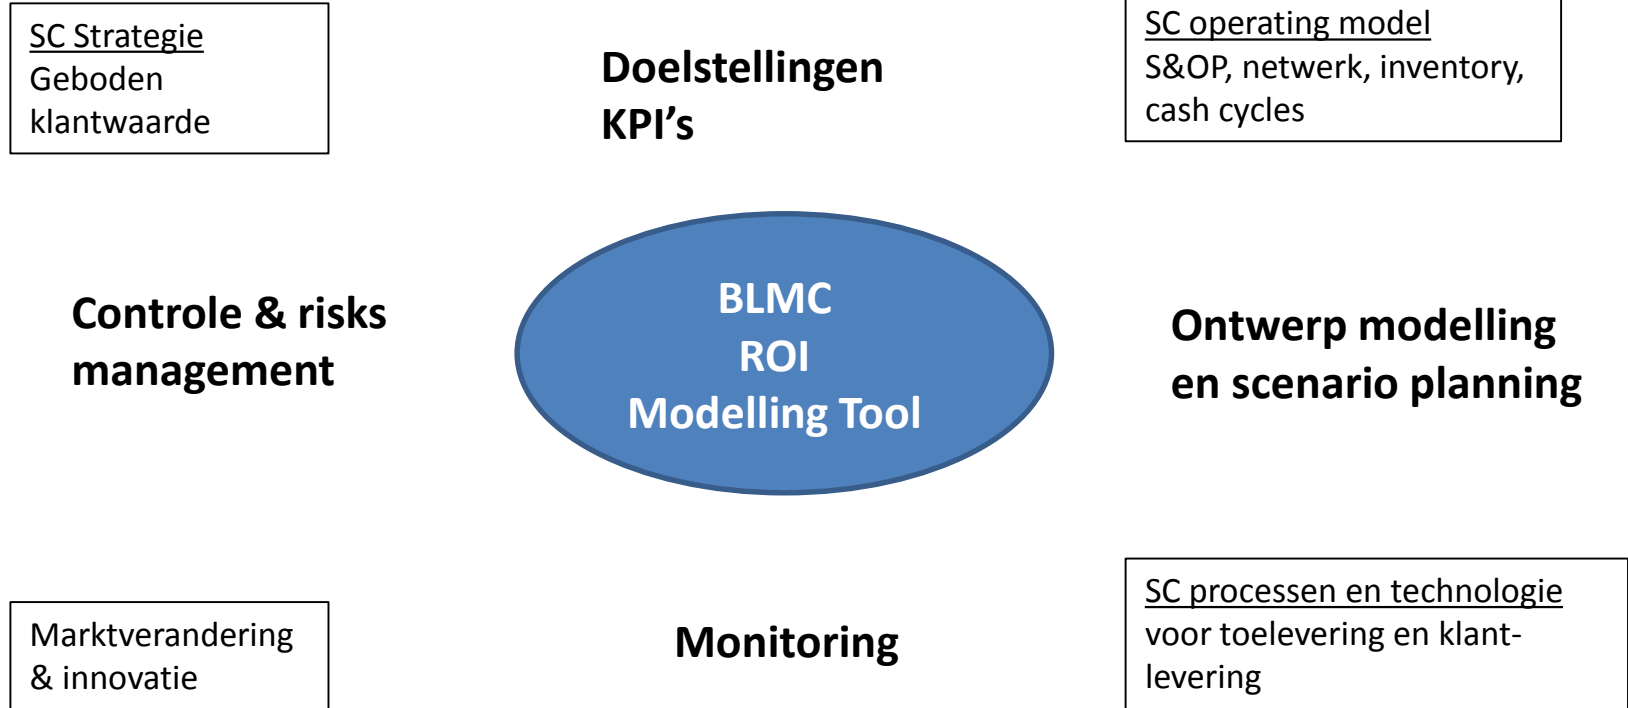 SC Strategie
Geboden
klantwaarde
Doelstellingen
KPI’s
SC operating model
S&OP, netwerk, inventory,
cash cycles
Controle & risks
management
BLMC
ROI
Modelling Tool
Ontwerp modelling
en scenario planning
Marktverandering
& innovatie
Monitoring
SC processen en technologie
voor toelevering en klant-
levering